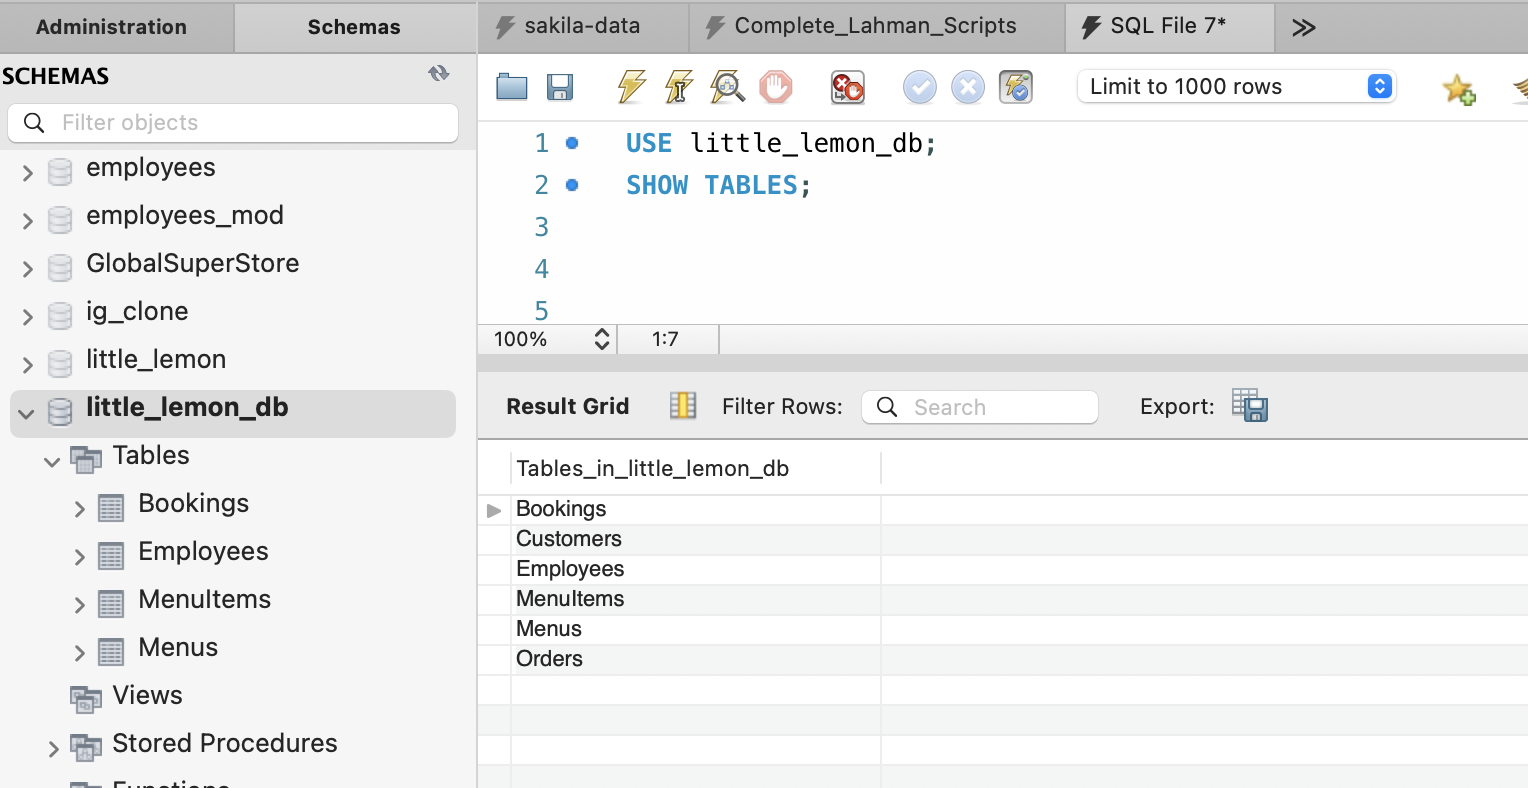 Administration
Schemas
sakila-data
Complete_Lahman_Scripts
SQL File 7*
SCHEMAS
Filter objects
employees
employees_mod
GlobalSuperStore
ig_clone
little_lemon
little_lemon_db
Tables
Bookings
Employees
MenuItems
Menus
Views
Stored Procedures
Functions
Limit to 1000 rows
1 USE little_lemon_db;
2 SHOW TABLES;
3
4
5
100%
1:7
Result Grid
Filter Rows:
Search
Export:
Tables_in_little_lemon_db
Bookings
Customers
Employees
MenuItems
Menus
Orders